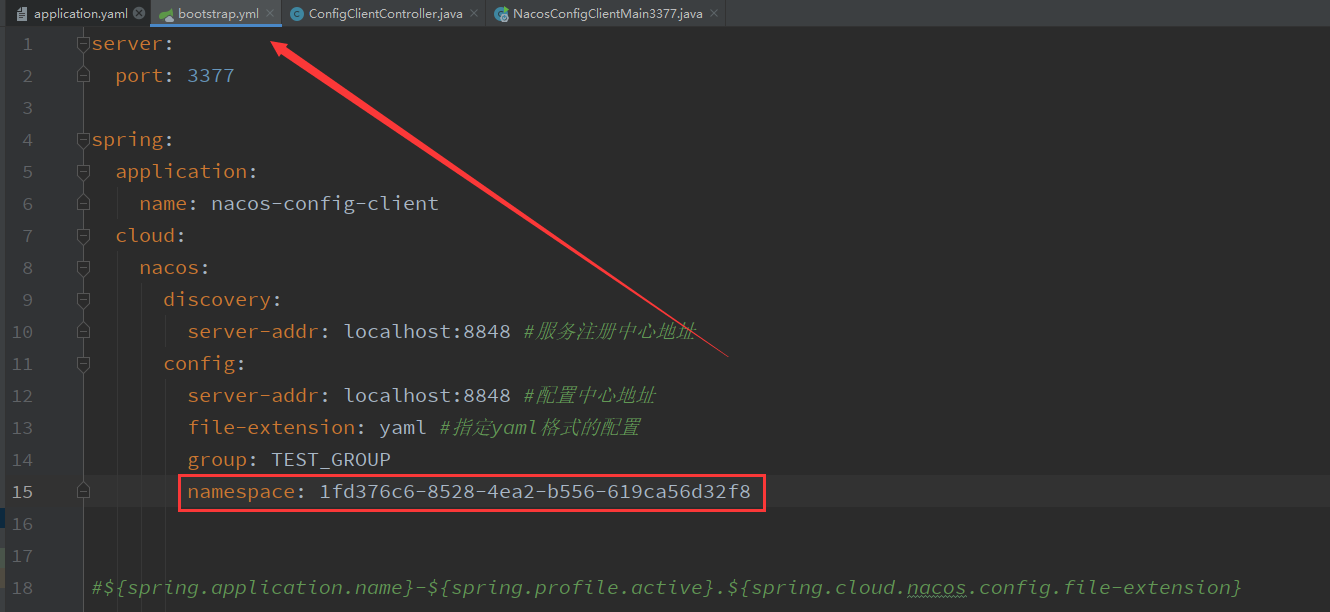 application.yaml bootstrap.yml ConfigClientController.java NacosConfigClientMain3377.java
1 server:
2 port: 3377
3
4 spring:
5 application:
6 name: nacos-config-client
7 cloud:
8 nacos:
9 discovery:
10 server-addr: localhost:8848 #服务注册中心地址
11 config:
12 server-addr: localhost:8848 #配置中心地址
13 file-extension: yaml #指定yaml格式的配置
14 group: TEST_GROUP
15 namespace: 1fd376c6-8528-4ea2-b556-619ca56d32f8
16
17
18 #${spring.application.name}-${spring.profile.active}.${spring.cloud.nacos.config.file-extension}